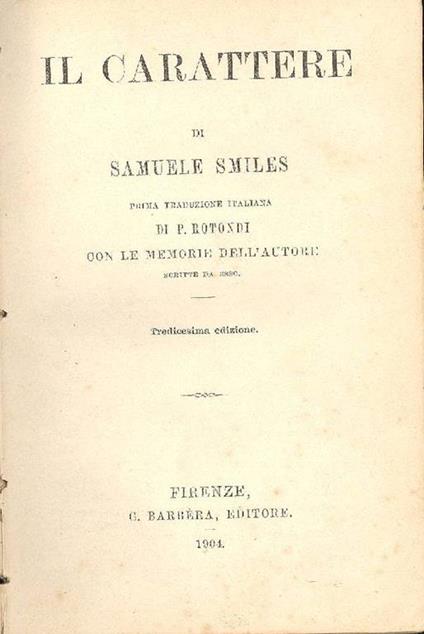 IL CARATTERE
DI
SAMUELE SMILES
PRIMA TRADUZIONE ITALIANA
DI P. ROTONDI
CON LE MEMORIE DELL'AUTORE
SCRITTE DA ESSO.
Tredicesima edizione.
FIRENZE,
G. BARBÈRA, EDITORE.
1904.